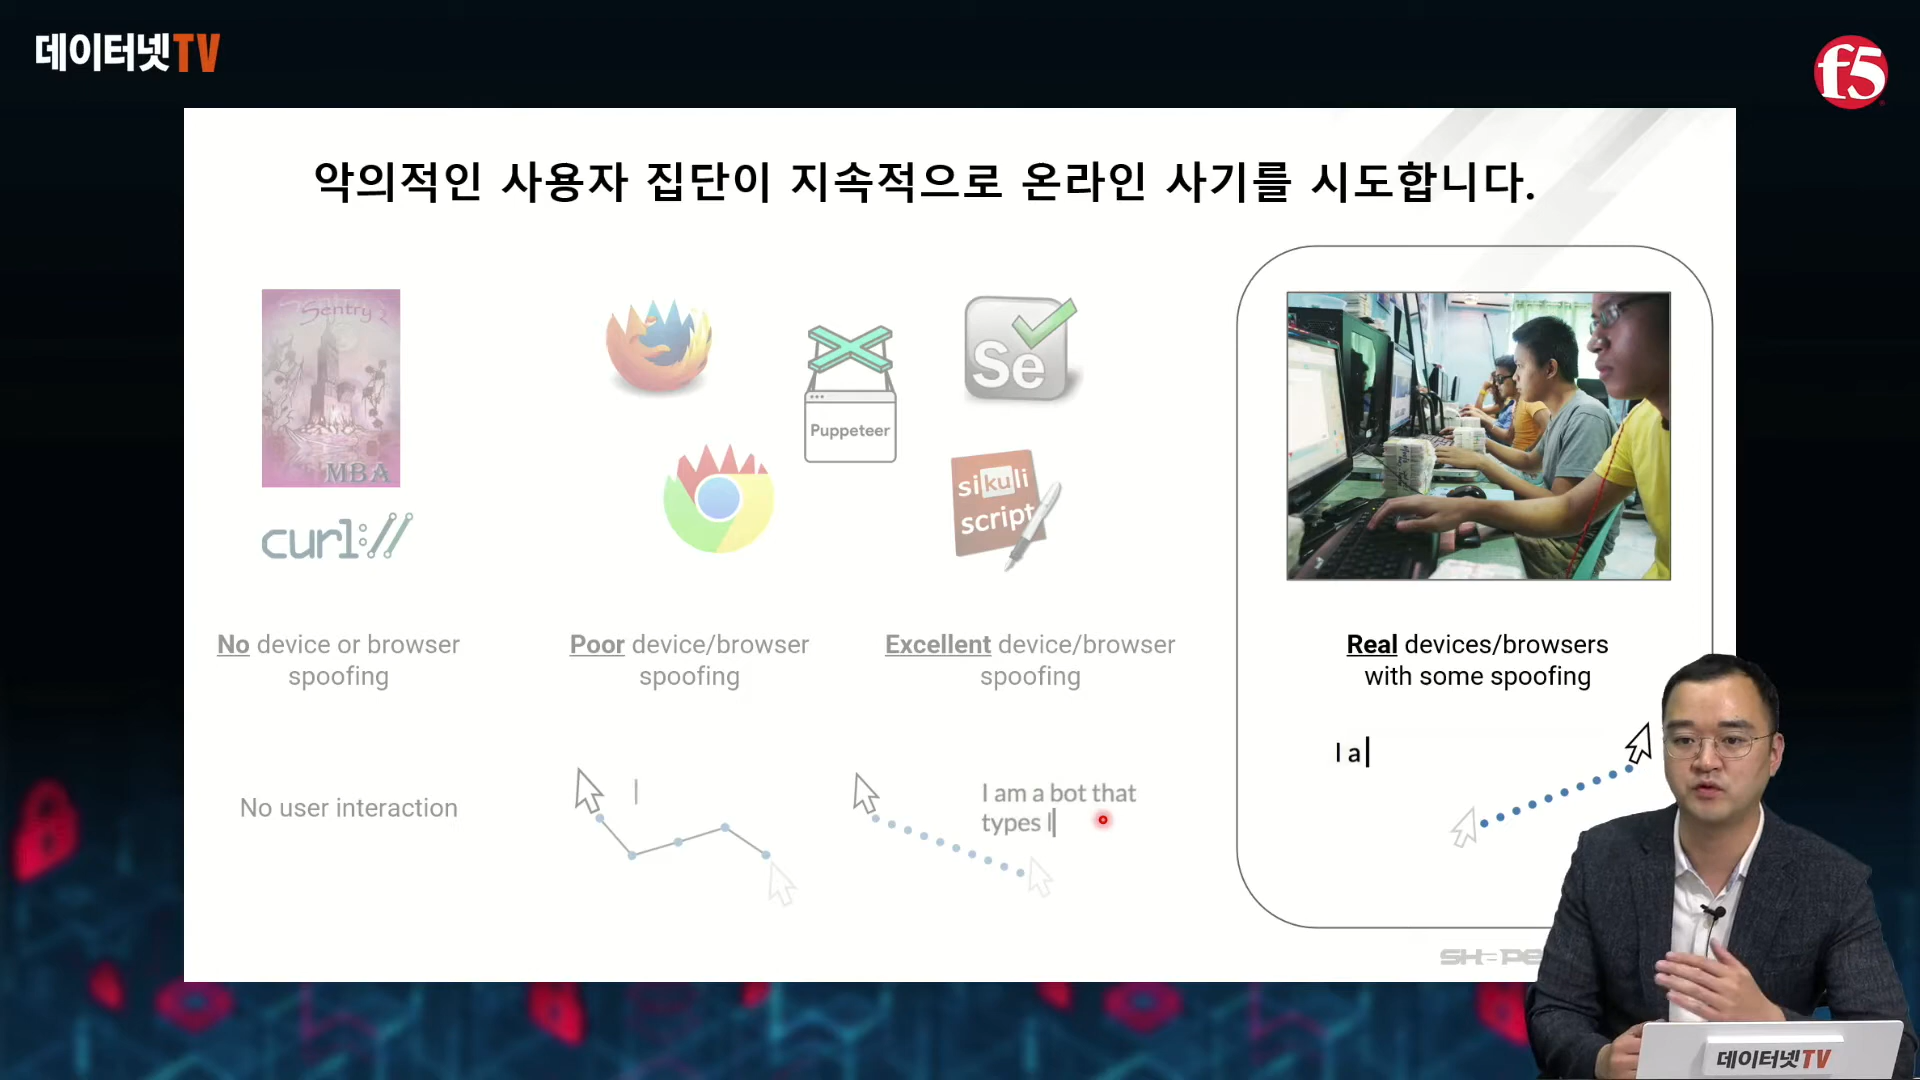 데이터넷TV
f5
악의적인 사용자 집단이 지속적으로 온라인 사기를 시도합니다.
Sentry 2
MBA
curl://
Puppeteer
Se
sikuli
script
No device or browser
spoofing
Poor device/browser
spoofing
Excellent device/browser
spoofing
Real devices/browsers
with some spoofing
No user interaction
I am a bot that
types I
I a
SHAPE
데이터넷TV